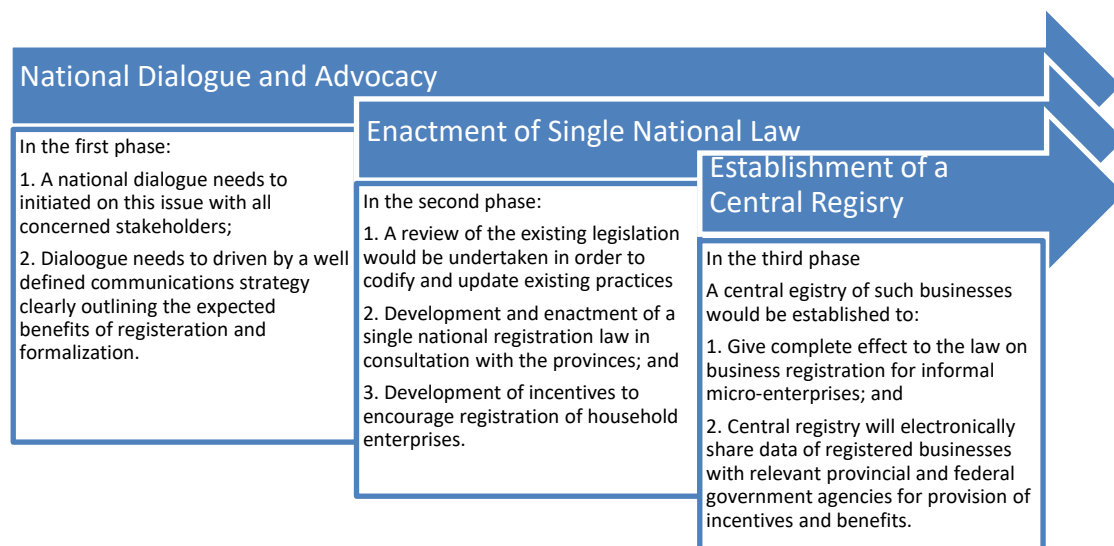 National Dialogue and Advocacy
In the first phase:
1. A national dialogue needs to
initiated on this issue with all
concerned stakeholders;
2. Dialoogue needs to driven by a well
defined communications strategy
clearly outlining the expected
benefits of registeration and
formalization.
Enactment of Single National Law
In the second phase:
1. A review of the existing legislation
would be undertaken in order to
codify and update existing practices
2. Development and enactment of a
single national registration law in
consultation with the provinces; and
3. Development of incentives to
encourage registration of household
enterprises.
Establishment of a
Central Regisry
In the third phase
A central egistry of such businesses
would be established to:
1. Give complete effect to the law on
business registration for informal
micro-enterprises; and
2. Central registry will electronically
share data of registered businesses
with relevant provincial and federal
government agencies for provision of
incentives and benefits.